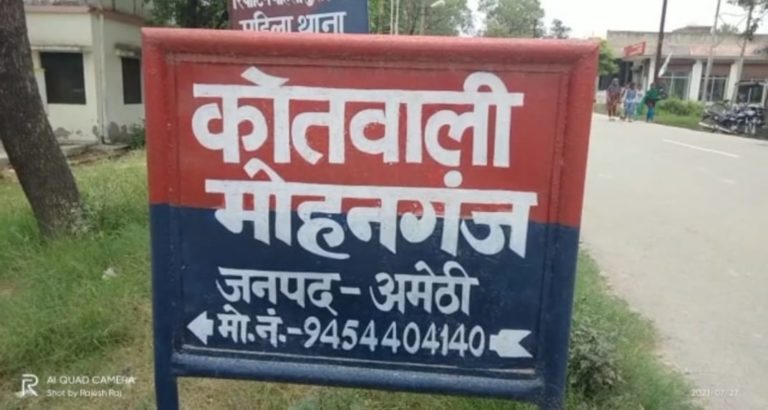 महिला थाना
कोतवाली
मोहनगंज
जनपद - अमेठी
मो.नं.-9454404140
AI QUAD CAMERA
Shot by Rajesh Raj
2021/07/27